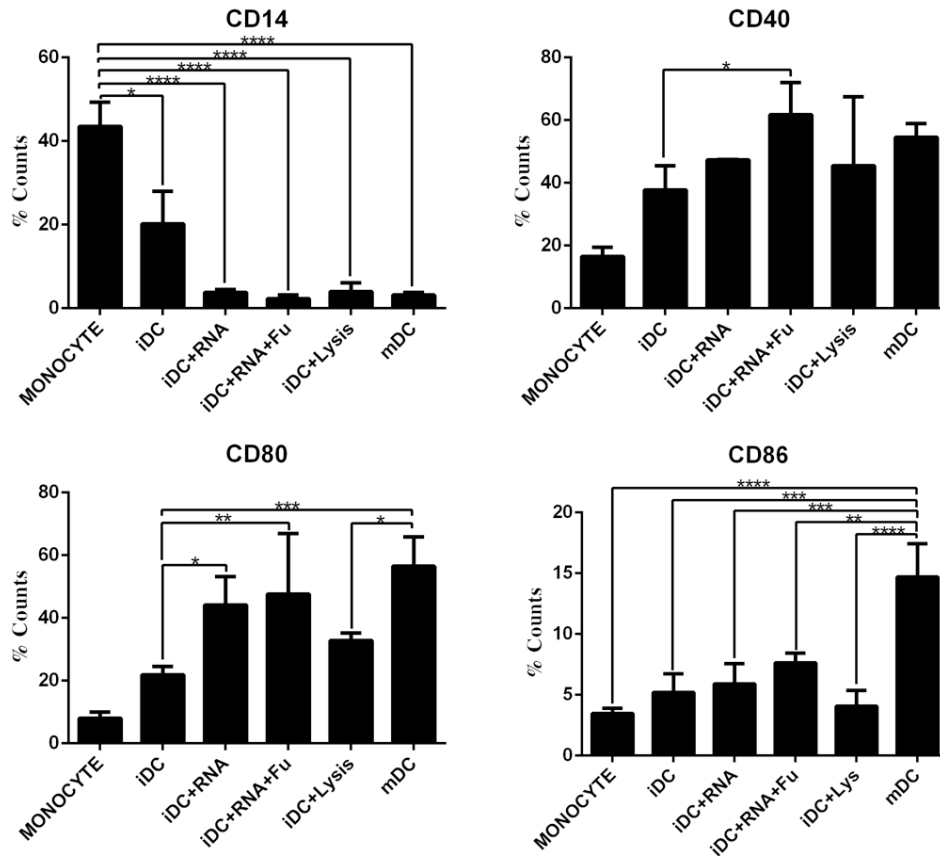 CD14
% Counts
60
40
20
0
****
****
****
****
*
MONOCYTE
iDC
iDC+RNA
iDC+RNA+Fu
iDC+Lysis
mDC
CD40
% Counts
80
60
40
20
0
*
MONOCYTE
iDC
iDC+RNA
iDC+RNA+Fu
iDC+Lysis
mDC
CD80
% Counts
80
60
40
20
0
***
**
*
*
MONOCYTE
iDC
iDC+RNA
iDC+RNA+Fu
iDC+Lysis
mDC
CD86
% Counts
20
15
10
5
0
****
***
***
**
****
MONOCYTE
iDC
iDC+RNA
iDC+RNA+Fu
iDC+Lys
mDC